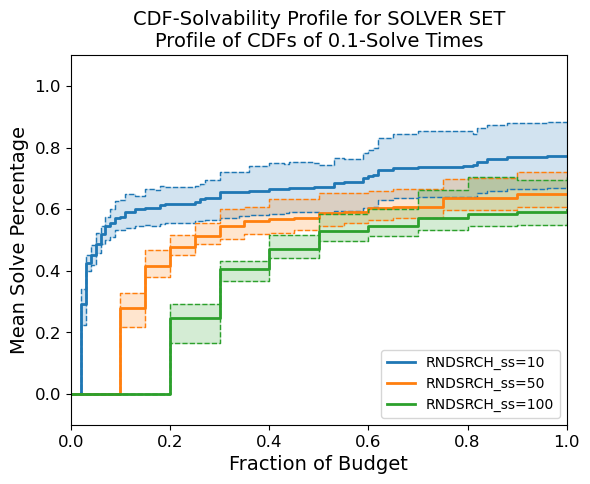 CDF-Solvability Profile for SOLVER SET
Profile of CDFs of 0.1-Solve Times
Mean Solve Percentage
1.0
0.8
0.6
0.4
0.2
0.0
RNDSRCH_ss=10
RNDSRCH_ss=50
RNDSRCH_ss=100
0.0 0.2 0.4 0.6 0.8 1.0
Fraction of Budget